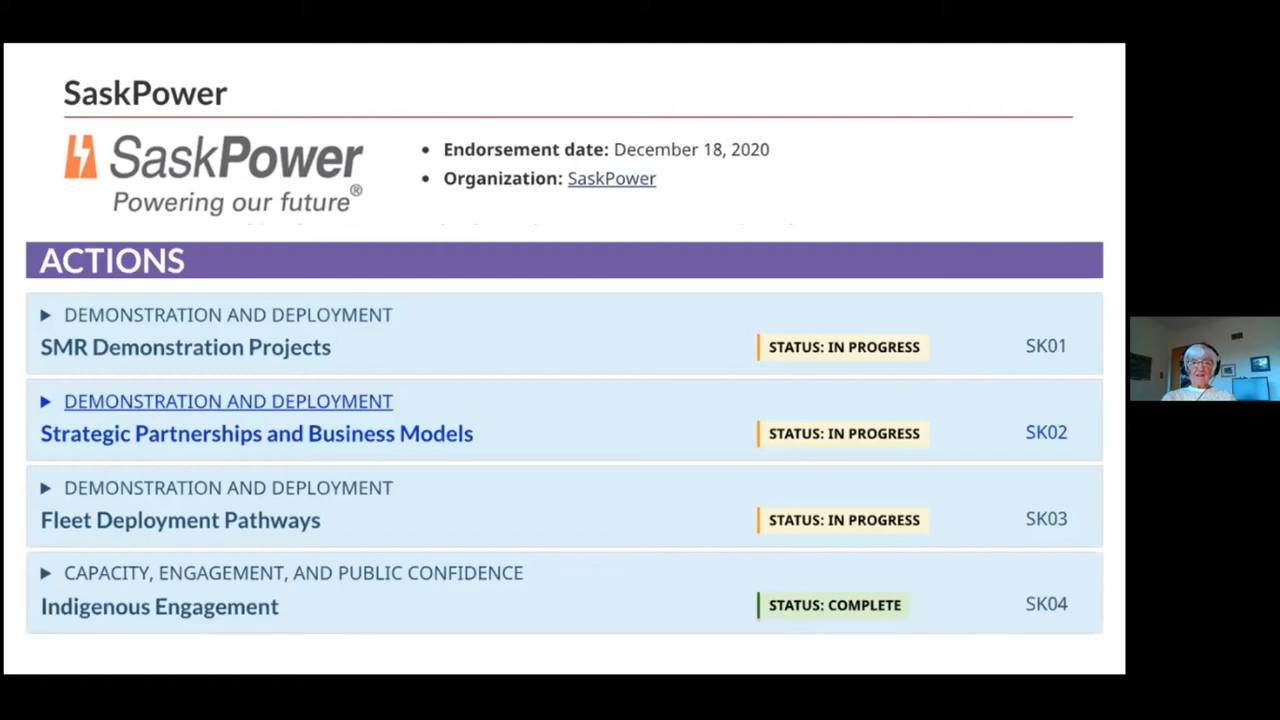 SaskPower
SaskPower
Powering our future®
• Endorsement date: December 18, 2020
• Organization: SaskPower
ACTIONS
DEMONSTRATION AND DEPLOYMENT
SMR Demonstration Projects STATUS: IN PROGRESS SK01
DEMONSTRATION AND DEPLOYMENT
Strategic Partnerships and Business Models STATUS: IN PROGRESS SK02
DEMONSTRATION AND DEPLOYMENT
Fleet Deployment Pathways STATUS: IN PROGRESS SK03
CAPACITY, ENGAGEMENT, AND PUBLIC CONFIDENCE
Indigenous Engagement STATUS: COMPLETE SK04